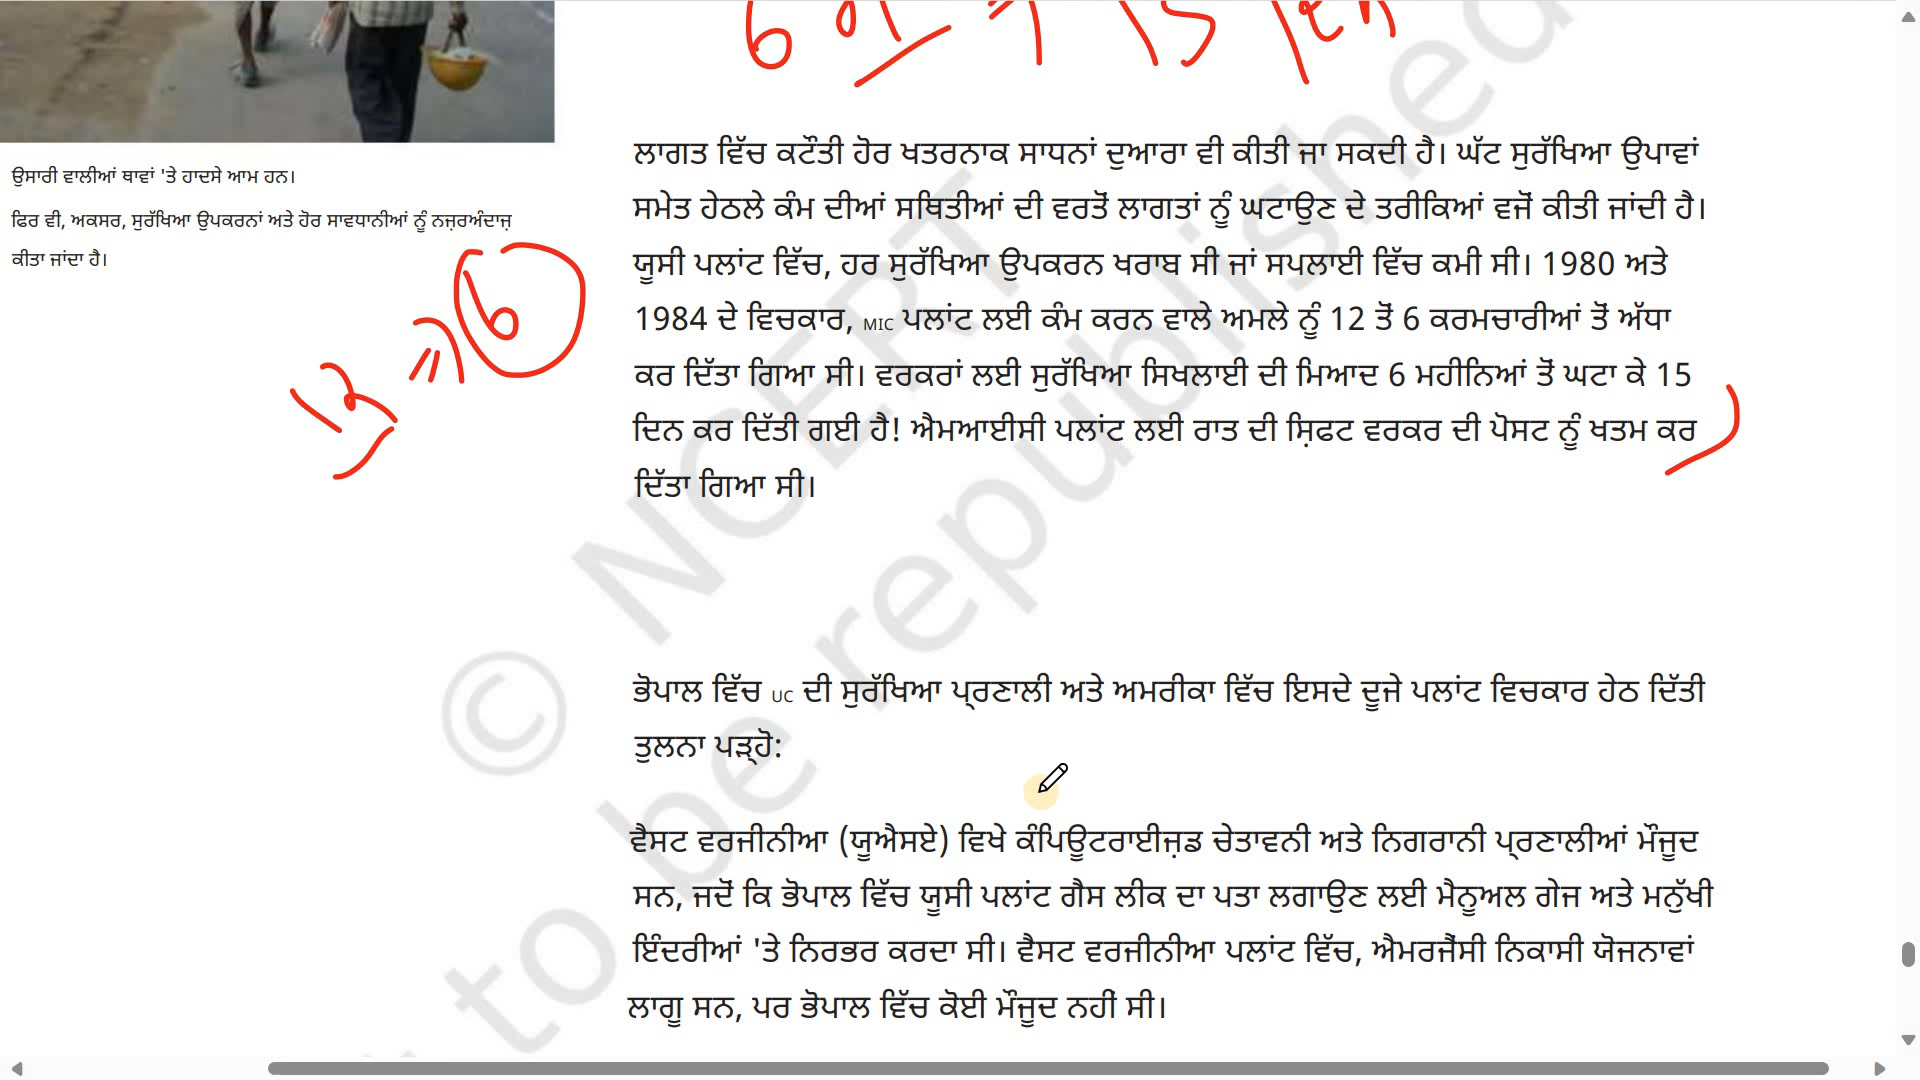 ਉਸਾਰੀ ਵਾਲੀਆਂ ਥਾਵਾਂ 'ਤੇ ਹਾਦਸੇ ਆਮ ਹਨ।
ਫਿਰ ਵੀ, ਅਕਸਰ, ਸੁਰੱਖਿਆ ਉਪਕਰਨਾਂ ਅਤੇ ਹੋਰ ਸਾਵਧਾਨੀਆਂ ਨੂੰ ਨਜ਼ਰਅੰਦਾਜ਼
ਕੀਤਾ ਜਾਂਦਾ ਹੈ।
6
ਲਾਗਤ ਵਿੱਚ ਕਟੌਤੀ ਹੋਰ ਖਤਰਨਾਕ ਸਾਧਨਾਂ ਦੁਆਰਾ ਵੀ ਕੀਤੀ ਜਾ ਸਕਦੀ ਹੈ। ਘੱਟ ਸੁਰੱਖਿਆ ਉਪਾਵਾਂ
ਸਮੇਤ ਹੇਠਲੇ ਕੰਮ ਦੀਆਂ ਸਥਿਤੀਆਂ ਦੀ ਵਰਤੋਂ ਲਾਗਤਾਂ ਨੂੰ ਘਟਾਉਣ ਦੇ ਤਰੀਕਿਆਂ ਵਜੋਂ ਕੀਤੀ ਜਾਂਦੀ ਹੈ।
ਯੂਸੀ ਪਲਾਂਟ ਵਿੱਚ, ਹਰ ਸੁਰੱਖਿਆ ਉਪਕਰਨ ਖਰਾਬ ਸੀ ਜਾਂ ਸਪਲਾਈ ਵਿੱਚ ਕਮੀ ਸੀ। 1980 ਅਤੇ
1984 ਦੇ ਵਿਚਕਾਰ, MIC ਪਲਾਂਟ ਲਈ ਕੰਮ ਕਰਨ ਵਾਲੇ ਅਮਲੇ ਨੂੰ 12 ਤੋਂ 6 ਕਰਮਚਾਰੀਆਂ ਤੋਂ ਅੱਧਾ
ਕਰ ਦਿੱਤਾ ਗਿਆ ਸੀ। ਵਰਕਰਾਂ ਲਈ ਸੁਰੱਖਿਆ ਸਿਖਲਾਈ ਦੀ ਮਿਆਦ 6 ਮਹੀਨਿਆਂ ਤੋਂ ਘਟਾ ਕੇ 15
ਦਿਨ ਕਰ ਦਿੱਤੀ ਗਈ ਹੈ! ਐਮਆਈਸੀ ਪਲਾਂਟ ਲਈ ਰਾਤ ਦੀ ਸ਼ਿਫਟ ਵਰਕਰ ਦੀ ਪੋਸਟ ਨੂੰ ਖਤਮ ਕਰ
ਦਿੱਤਾ ਗਿਆ ਸੀ।
ਭੋਪਾਲ ਵਿੱਚ UC ਦੀ ਸੁਰੱਖਿਆ ਪ੍ਰਣਾਲੀ ਅਤੇ ਅਮਰੀਕਾ ਵਿੱਚ ਇਸਦੇ ਦੂਜੇ ਪਲਾਂਟ ਵਿਚਕਾਰ ਹੇਠ ਦਿੱਤੀ
ਤੁਲਨਾ ਪੜ੍ਹੋ:
ਵੈਸਟ ਵਰਜੀਨੀਆ (ਯੂਐਸਏ) ਵਿਖੇ ਕੰਪਿਊਟਰਾਈਜ਼ਡ ਚੇਤਾਵਨੀ ਅਤੇ ਨਿਗਰਾਨੀ ਪ੍ਰਣਾਲੀਆਂ ਮੌਜੂਦ
ਸਨ, ਜਦੋਂ ਕਿ ਭੋਪਾਲ ਵਿੱਚ ਯੂਸੀ ਪਲਾਂਟ ਗੈਸ ਲੀਕ ਦਾ ਪਤਾ ਲਗਾਉਣ ਲਈ ਮੈਨੂਅਲ ਗੇਜ ਅਤੇ ਮਨੁੱਖੀ
ਇੰਦਰੀਆਂ 'ਤੇ ਨਿਰਭਰ ਕਰਦਾ ਸੀ। ਵੈਸਟ ਵਰਜੀਨੀਆ ਪਲਾਂਟ ਵਿੱਚ, ਐਮਰਜੈਂਸੀ ਨਿਕਾਸੀ ਯੋਜਨਾਵਾਂ
ਲਾਗੂ ਸਨ, ਪਰ ਭੋਪਾਲ ਵਿੱਚ ਕੋਈ ਮੌਜੂਦ ਨਹੀਂ ਸੀ।
© NCERT
to be republished